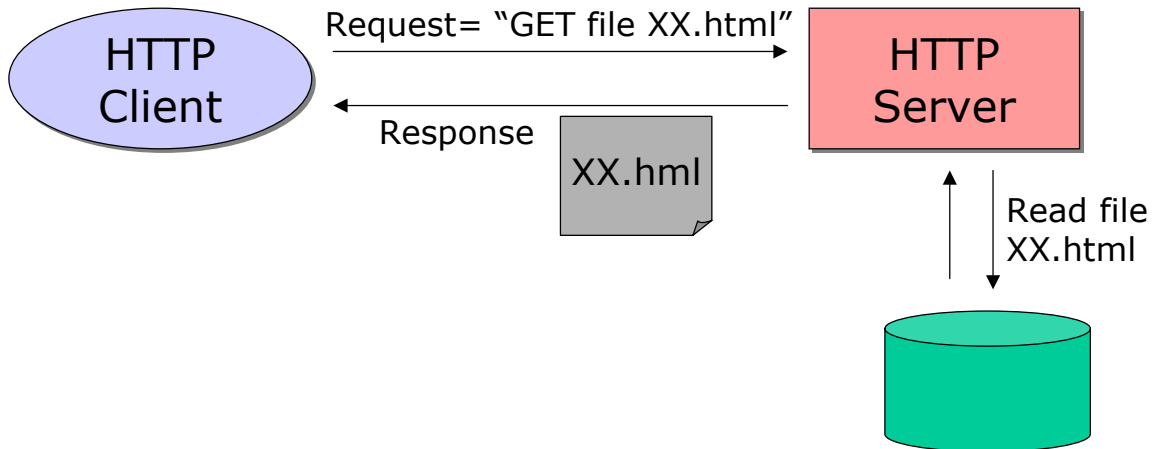 Request= “GET file XX.html”
HTTP
Client
HTTP
Server
Response
XX.hml
Read file
XX.html